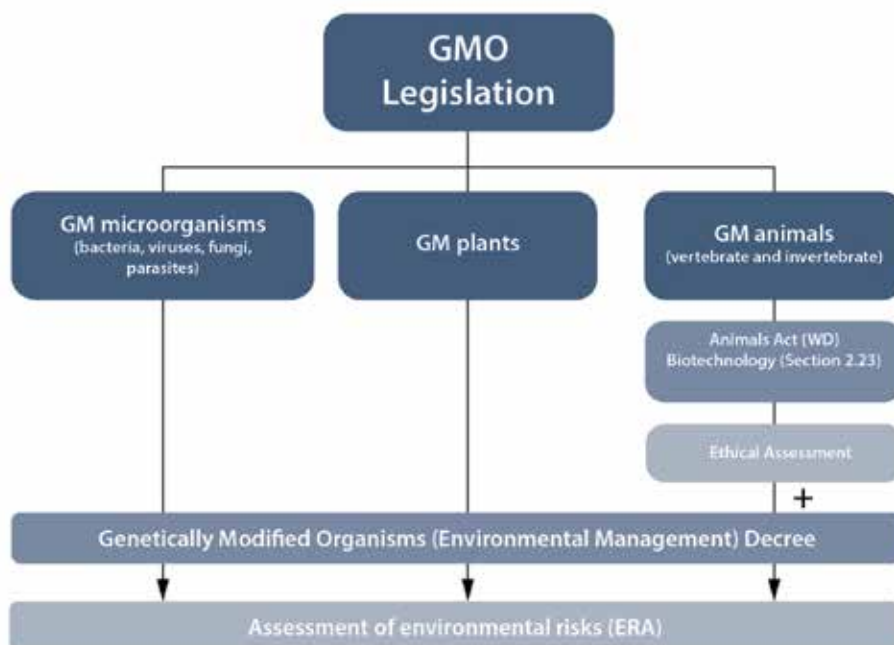 GMO
Legislation
GM microorganisms
(bacteria, viruses, fungi,
parasites)
GM plants
GM animals
(vertebrate and invertebrate)
Animals Act (WD)
Biotechnology (Section 2.23)
Ethical Assessment
+
Genetically Modified Organisms (Environmental Management) Decree
Assessment of environmental risks (ERA)